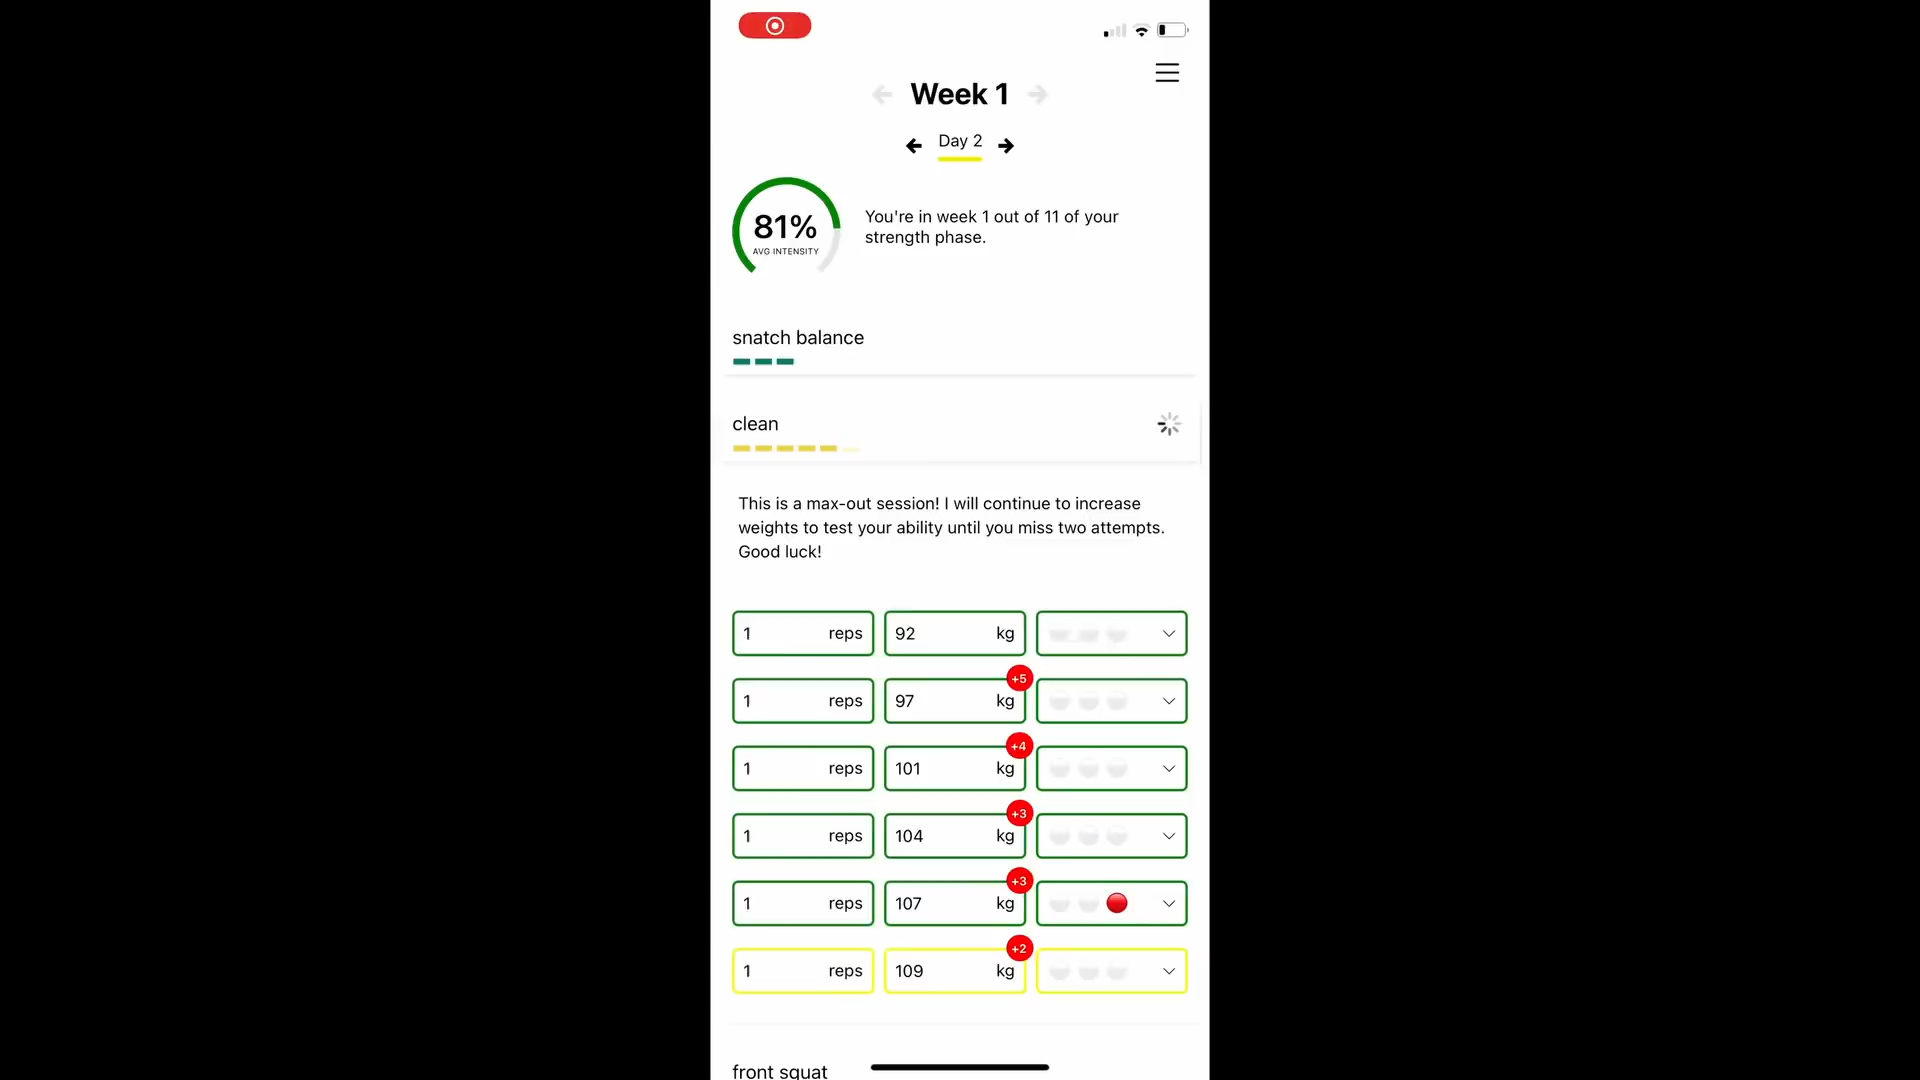 Week 1
Day 2
81%
AVG INTENSITY
You're in week 1 out of 11 of your
strength phase.
snatch balance
clean
This is a max-out session! I will continue to increase
weights to test your ability until you miss two attempts.
Good luck!
1 reps 92 kg
+5
1 reps 97 kg
+4
1 reps 101 kg
+3
1 reps 104 kg
+3
1 reps 107 kg
+2
1 reps 109 kg
front squat